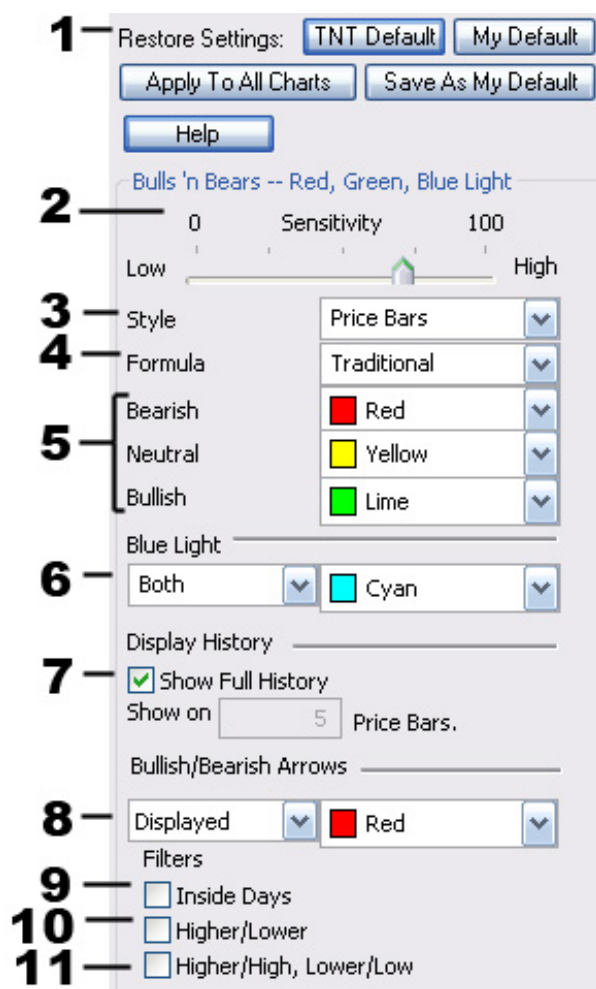 1 Restore Settings: TNT Default My Default
Apply To All Charts Save As My Default
Help
Bulls 'n Bears -- Red, Green, Blue Light
2 0 Sensitivity 100
Low High
3 Style Price Bars
4 Formula Traditional
Bearish Red
5 Neutral Yellow
Bullish Lime
Blue Light
6 Both Cyan
Display History
7 Show Full History
Show on 5 Price Bars.
Bullish/Bearish Arrows
8 Displayed Red
Filters
9 Inside Days
10 Higher/Lower
11 Higher/High, Lower/Low